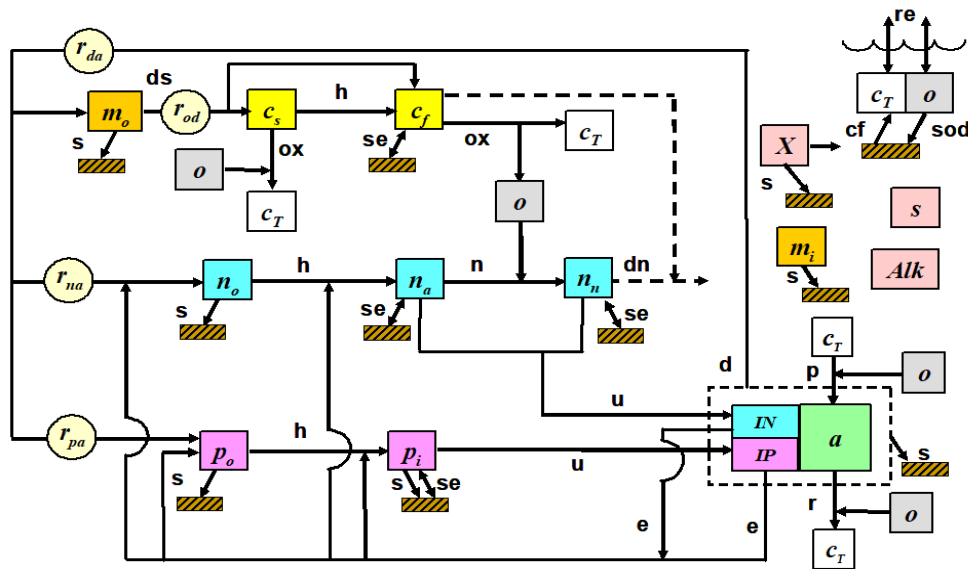 r_da
re
ds
m_o
r_od
c_s
h
c_f
c_T
o
s
ox
se
ox
c_T
cf
sod
o
X
c_T
o
s
s
r_na
h
n
dn
m_i
n_o
n_a
n_n
Alk
s
s
se
se
c_T
d
p
o
u
r_pa
h
IN
a
p_o
p_i
IP
s
u
s
s
se
e
e
r
o
c_T